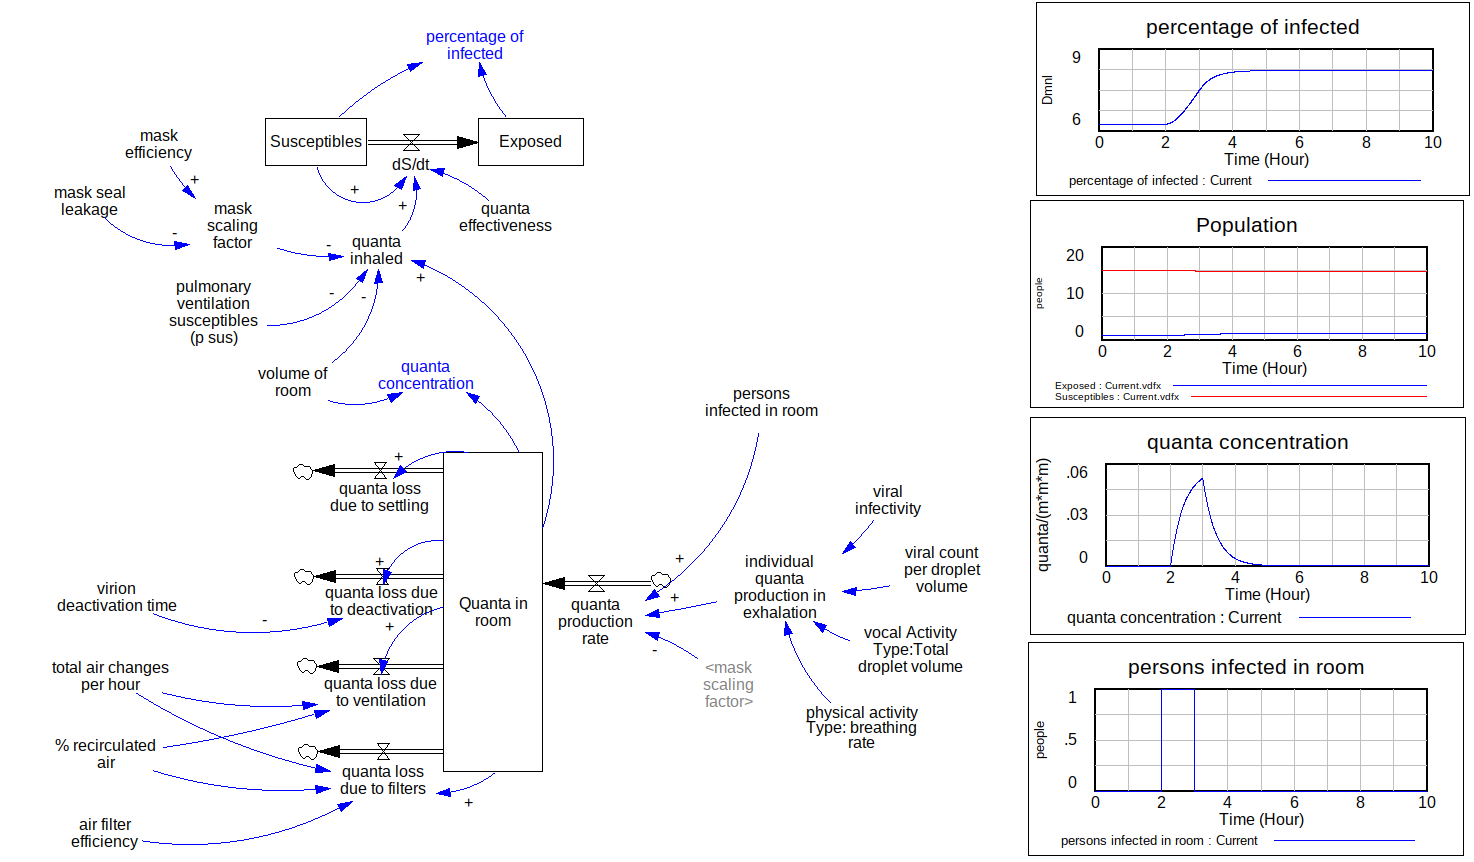 percentage of
infected
Susceptibles
Exposed
dS/dt
mask
efficiency
+
mask seal
leakage
-
mask
scaling
factor
+
+
quanta
effectiveness
-
quanta
inhaled
+
pulmonary
ventilation
susceptibles
(p sus)
-
-
volume of
room
quanta
concentration
persons
infected in room
+
quanta loss
due to settling
+
quanta loss due
to deactivation
virion
deactivation time
-
+
quanta loss due
to ventilation
total air changes
per hour
% recirculated
air
quanta loss
due to filters
+
air filter
efficiency
Quanta in
room
quanta
production
rate
+
+
-
<mask
scaling
factor>
individual
quanta
production in
exhalation
viral
infectivity
viral count
per droplet
volume
vocal Activity
Type:Total
droplet volume
physical activity
Type: breathing
rate
percentage of infected
9
6
Dmnl
0 2 4 6 8 10
Time (Hour)
percentage of infected : Current
Population
20
10
0
people
0 2 4 6 8 10
Time (Hour)
Exposed : Current.vdfx
Susceptibles : Current.vdfx
quanta concentration
.06
.03
0
quanta/(m*m*m)
0 2 4 6 8 10
Time (Hour)
quanta concentration : Current
persons infected in room
1
.5
0
people
0 2 4 6 8 10
Time (Hour)
persons infected in room : Current